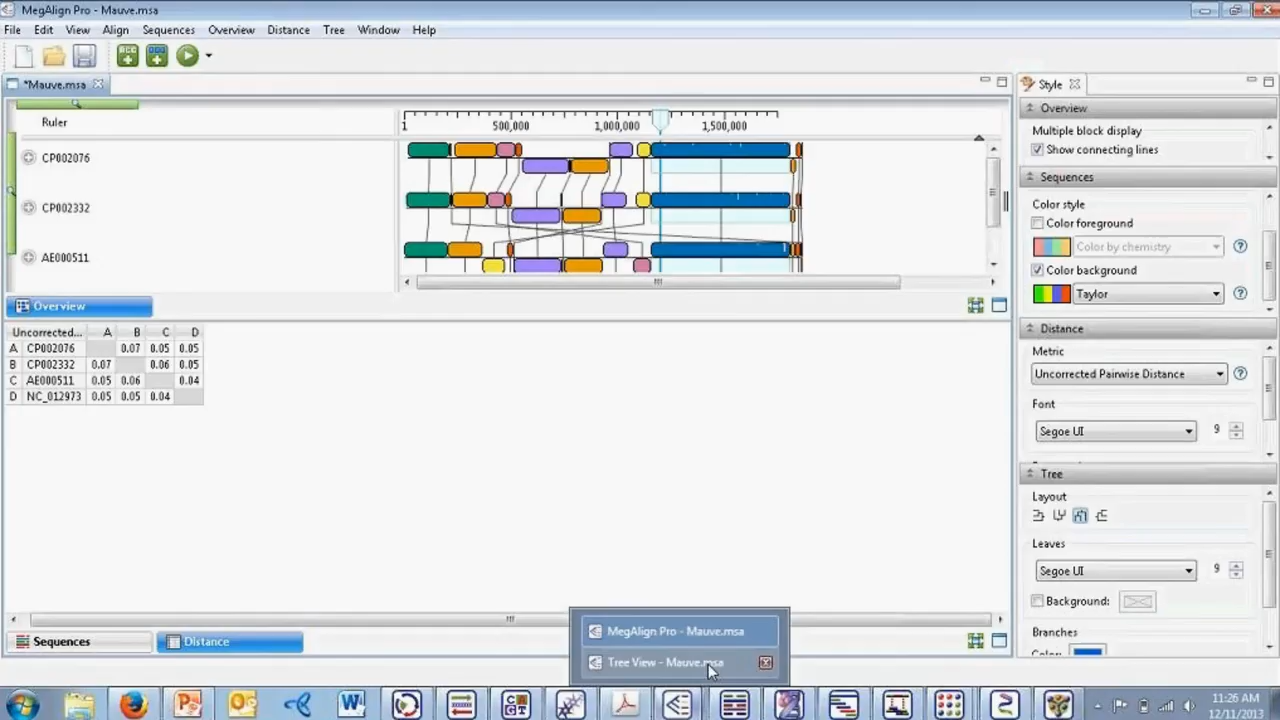 MegAlign Pro - Mauve.msa
File Edit View Align Sequences Overview Distance Tree Window Help
*Mauve.msa
Ruler
1 500,000 1,000,000 1,500,000
CP002076
CP002332
AE000511
Overview
Uncorrected... A B C D
A CP002076 0.07 0.05 0.05
B CP002332 0.07 0.06 0.05
C AE000511 0.05 0.06 0.04
D NC_012973 0.05 0.05 0.04
Sequences Distance
MegAlign Pro - Mauve.msa
Tree View - Mauve.msa
Style
Overview
Multiple block display
Show connecting lines
Sequences
Color style
Color foreground
Color by chemistry
Color background
Taylor
Distance
Metric
Uncorrected Pairwise Distance
Font
Segoe UI 9
Tree
Layout
Leaves
Segoe UI 9
Background:
Branches
Color:
11:26 AM
12/11/2013